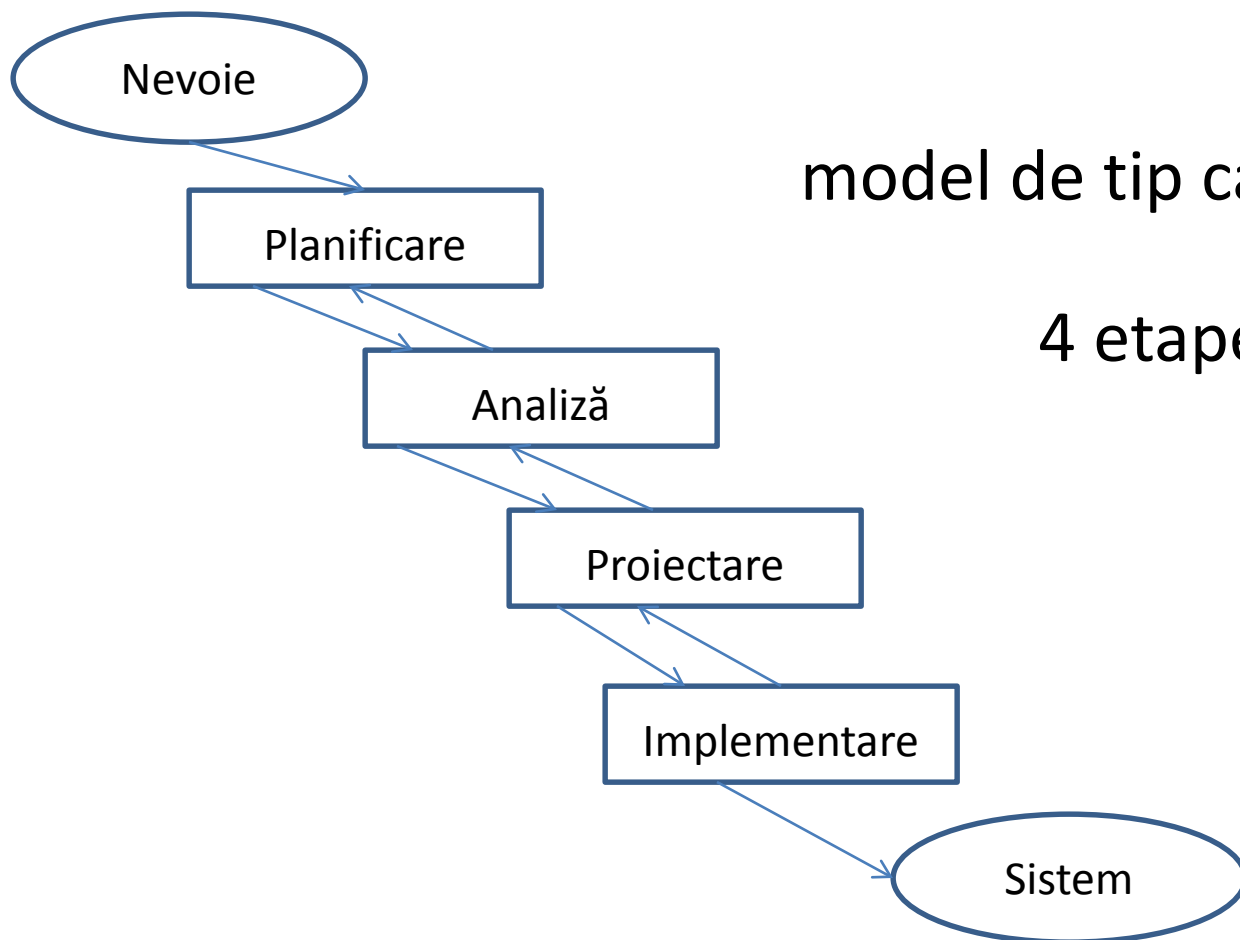 Nevoie
model de tip ca
Planificare
4 etape
Analiză
Proiectare
Implementare
Sistem